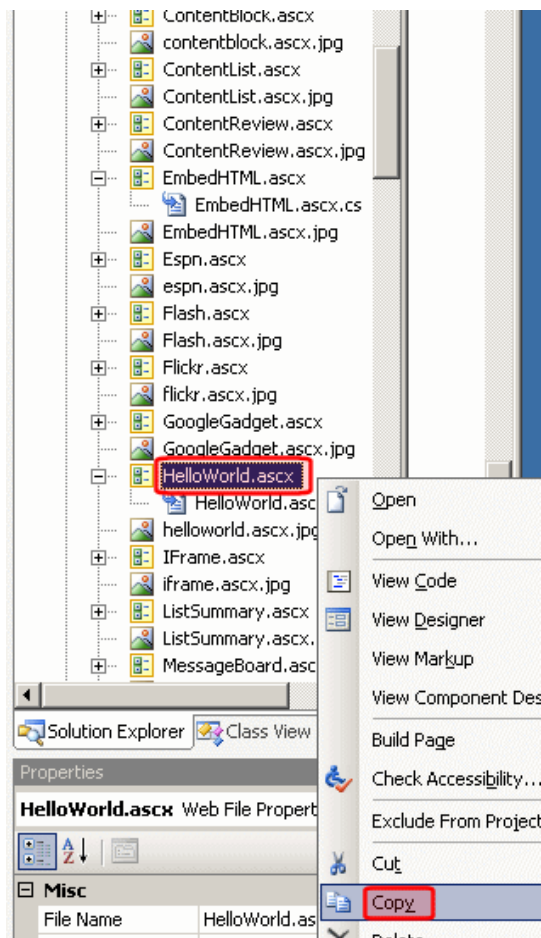 ContentBlock.ascx
contentblock.ascx.jpg
ContentList.ascx
ContentList.ascx.jpg
ContentReview.ascx
ContentReview.ascx.jpg
EmbedHTML.ascx
EmbedHTML.ascx.cs
EmbedHTML.ascx.jpg
Espn.ascx
espn.ascx.jpg
Flash.ascx
Flash.ascx.jpg
Flickr.ascx
flickr.ascx.jpg
GoogleGadget.ascx
GoogleGadget.ascx.jpg
HelloWorld.ascx
HelloWorld.asc
helloworld.ascx.jpg
IFrame.ascx
iframe.ascx.jpg
ListSummary.ascx
ListSummary.ascx.
MessageBoard.asc
Open
Open With...
View Code
View Designer
View Markup
View Component Des
Build Page
Check Accessibility...
Exclude From Project
Cut
Copy
Delete
Solution Explorer Class View
Properties
HelloWorld.ascx Web File Propert
Misc
File Name HelloWorld.as